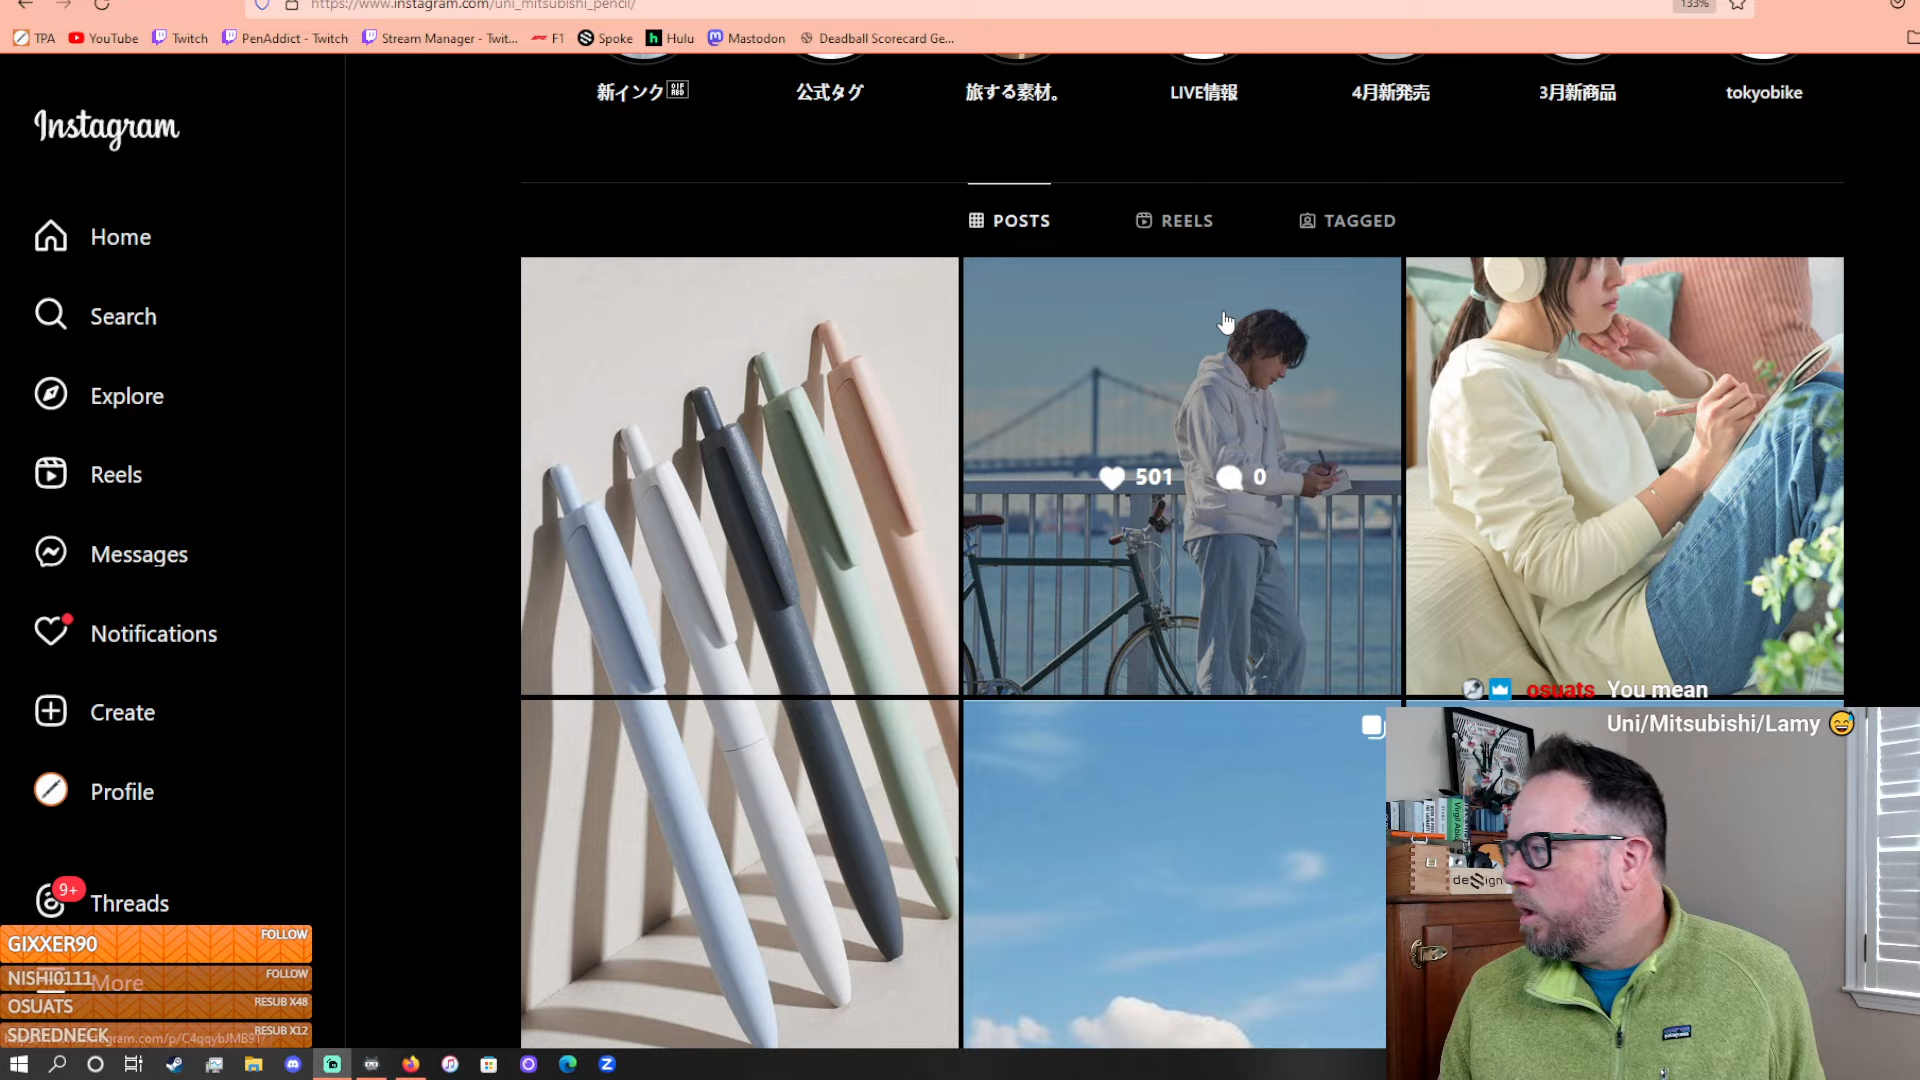 https://www.instagram.com/uni_mitsubishi_pencil/
133%
TPA YouTube Twitch PenAddict - Twitch Stream Manager - Twit... F1 Spoke Hulu Mastodon Deadball Scorecard Ge...
Instagram
新インク 公式タグ 旅する素材。 LIVE情報 4月新発売 3月新商品 tokyobike
POSTS REELS TAGGED
Home
Search
Explore
Reels
Messages
Notifications
Create
Profile
9+
Threads
More
501 0
osuats You mean
Uni/Mitsubishi/Lamy
GIXXER90 FOLLOW
NISHI0111 FOLLOW
OSUATS RESUB X48
SDREDNECK RESUB X12
deSign
patagonia